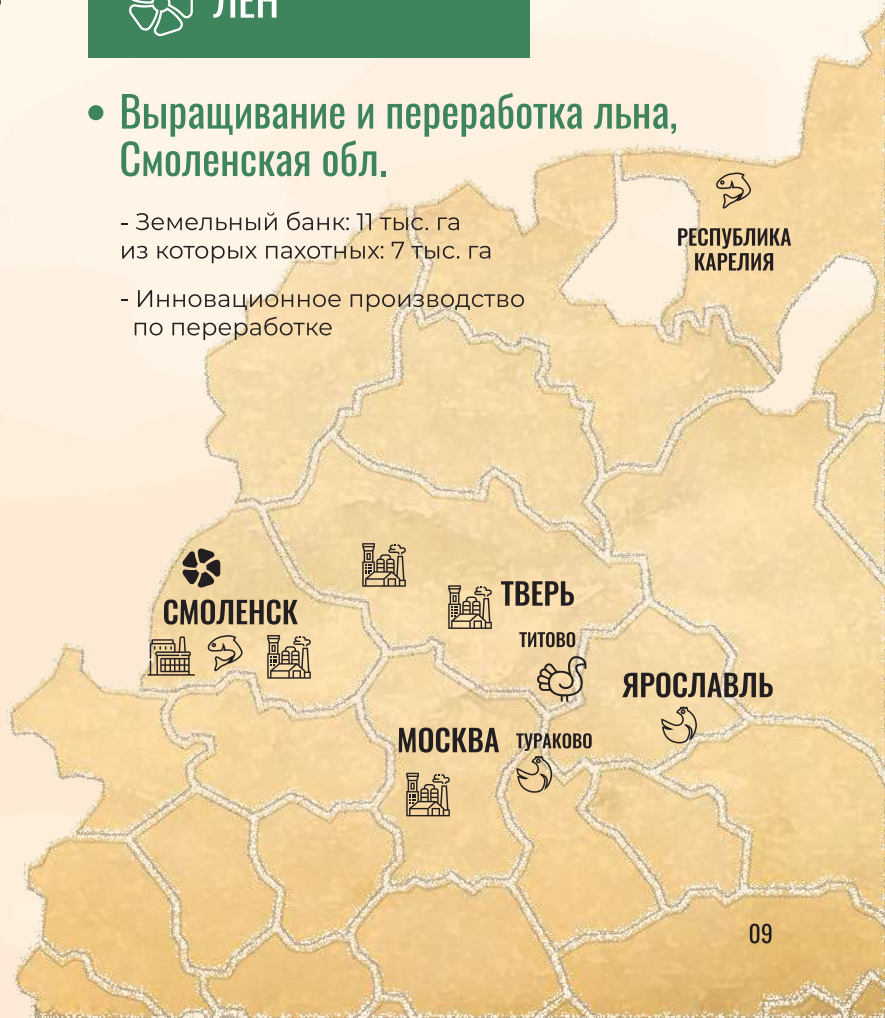 ЛЕН
Выращивание и переработка льна,
Смоленская обл.
- Земельный банк: 11 тыс. га
из которых пахотных: 7 тыс. га
- Инновационное производство
по переработке
РЕСПУБЛИКА
КАРЕЛИЯ
СМОЛЕНСК
ТВЕРЬ
ТИТОВО
ЯРОСЛАВЛЬ
МОСКВА
ТУРАКОВО
09